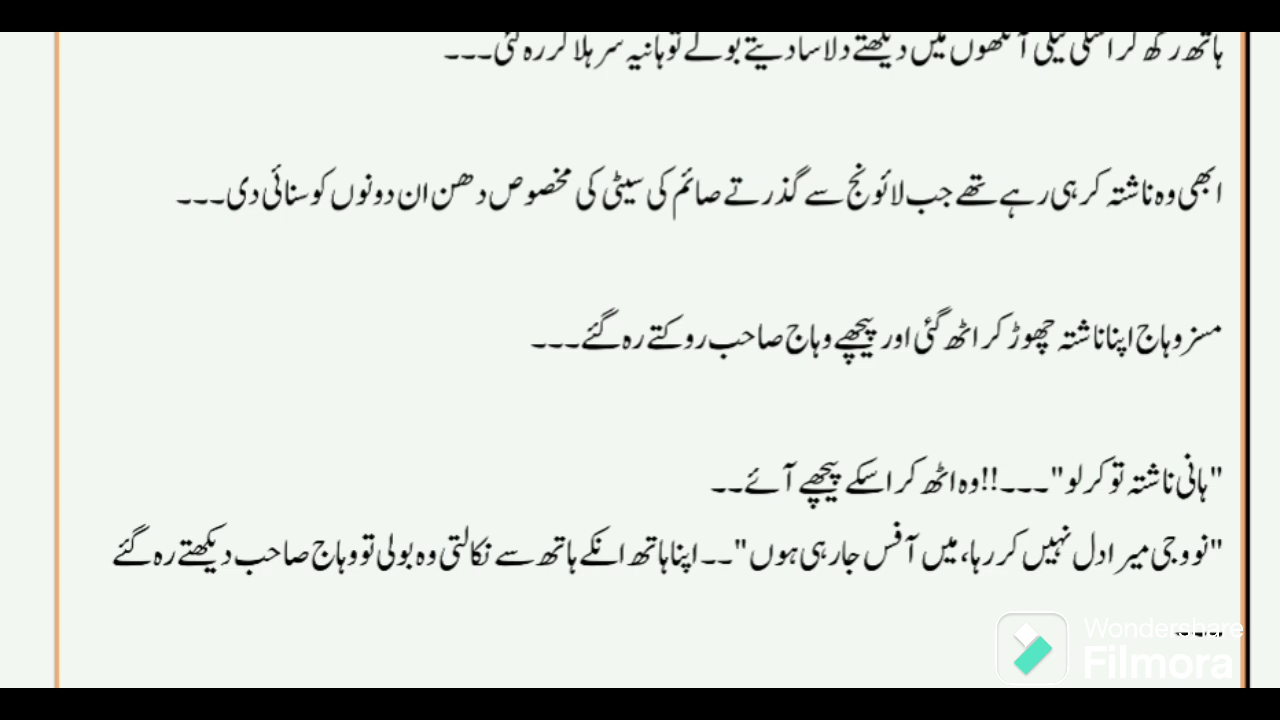 ہاتھ رکھ کر اسکی گیلی آنکھوں میں دیکھتے دلاسا دیتے بولے تو ہانیہ سر ہلا کر رہ گئی۔۔۔
ابھی وہ ناشتہ کر ہی رہے تھے جب لائونج سے گذرتے صائم کی سیٹی کی مخصوص دھن ان دونوں کو سنائی دی۔۔۔
مسز وہاج اپنا ناشتہ چھوڑ کر اٹھ گئی اور پیچھے وہاج صاحب روکتے رہ گئے۔۔۔
"ہانی ناشتہ تو کر لو"۔۔۔!! وہ اٹھ کر اسکے پیچھے آئے۔۔
"نو وجی میرا دل نہیں کر رہا، میں آفس جا رہی ہوں"۔۔ اپنا ہاتھ انکے ہاتھ سے نکالتی وہ بولی تو وہاج صاحب دیکھتے رہ گئے
۔۔۔
Wondershare
Filmora